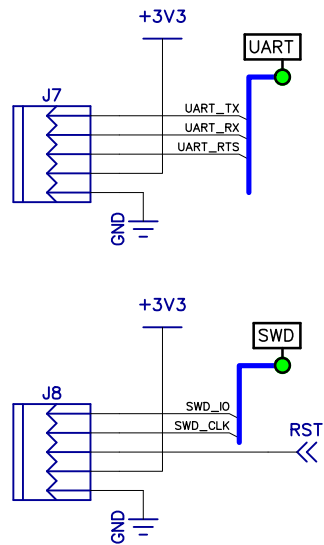 +3V3
UART
J7
UART_TX
UART_RX
UART_RTS
GND
+3V3
SWD
J8
SWD_IO
SWD_CLK
RST
GND